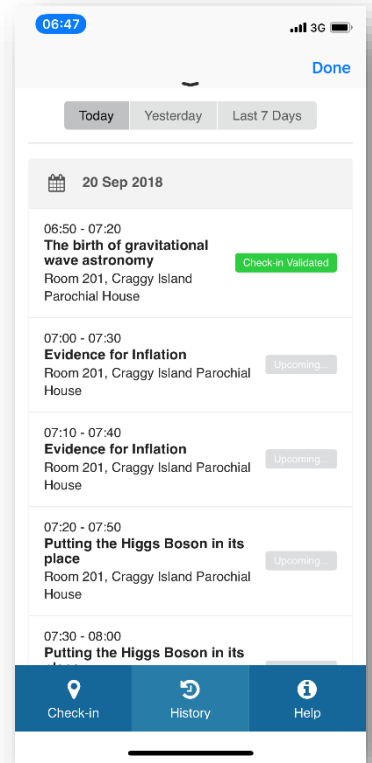 06:47
3G
Done
Today Yesterday Last 7 Days
20 Sep 2018
06:50 - 07:20
The birth of gravitational
wave astronomy
Check-in Validated
Room 201, Craggy Island
Parochial House
07:00 - 07:30
Evidence for Inflation
Upcoming...
Room 201, Craggy Island Parochial
House
07:10 - 07:40
Evidence for Inflation
Upcoming...
Room 201, Craggy Island Parochial
House
07:20 - 07:50
Putting the Higgs Boson in its
place
Upcoming...
Room 201, Craggy Island Parochial
House
07:30 - 08:00
Putting the Higgs Boson in its
Check-in History Help